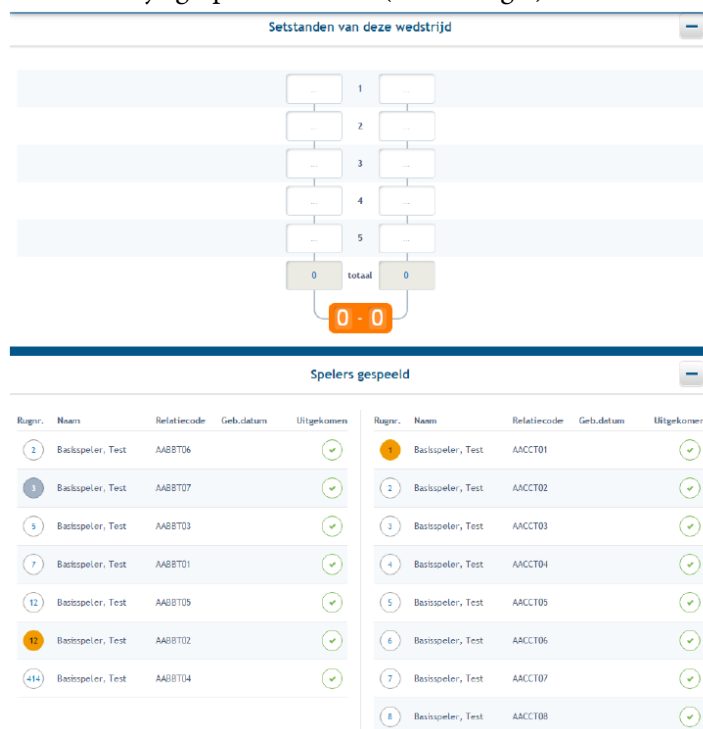 Setstanden van deze wedstrijd
... 1 ...
... 2 ...
... 3 ...
... 4 ...
... 5 ...
0 totaal 0
0 - 0
Spelers gespeeld
Rugnr. Naam Relatiecode Geb.datum Uitgekomen
2 Basisspeler, Test AABBT06
3 Basisspeler, Test AABBT07
5 Basisspeler, Test AABBT03
7 Basisspeler, Test AABBT01
12 Basisspeler, Test AABBT05
12 Basisspeler, Test AABBT02
414 Basisspeler, Test AABBT04
Rugnr. Naam Relatiecode Geb.datum Uitgekomen
1 Basisspeler, Test AACCT01
2 Basisspeler, Test AACCT02
3 Basisspeler, Test AACCT03
4 Basisspeler, Test AACCT04
5 Basisspeler, Test AACCT05
6 Basisspeler, Test AACCT06
7 Basisspeler, Test AACCT07
8 Basisspeler, Test AACCT08